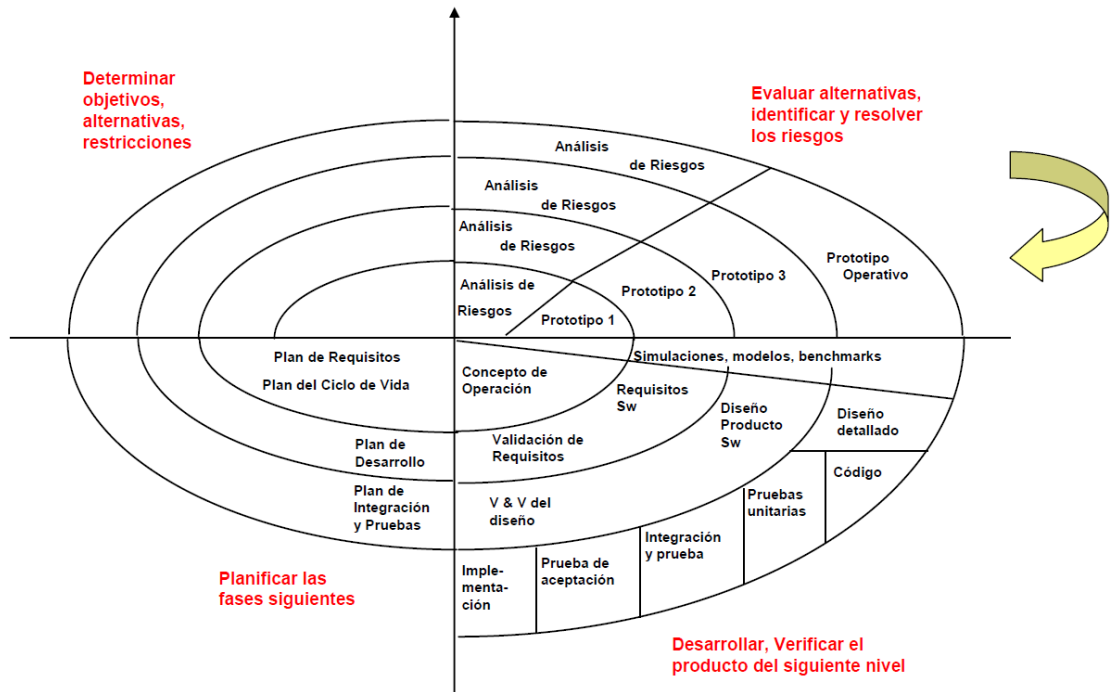 Determinar
objetivos,
alternativas,
restricciones
Evaluar alternativas,
identificar y resolver
los riesgos
Análisis
de Riesgos
Análisis
de Riesgos
Análisis
de Riesgos
Análisis de
Riesgos
Prototipo 1
Prototipo 2
Prototipo 3
Prototipo
Operativo
Simulaciones, modelos, benchmarks
Plan de Requisitos
Plan del Ciclo de Vida
Concepto de
Operación
Requisitos
Sw
Diseño
Producto
Sw
Diseño
detallado
Plan de
Desarrollo
Validación de
Requisitos
Código
Plan de
Integración
y Pruebas
V & V del
diseño
Pruebas
unitarias
Integración
y prueba
Prueba de
aceptación
Imple-
menta-
ción
Planificar las
fases siguientes
Desarrollar, Verificar el
producto del siguiente nivel